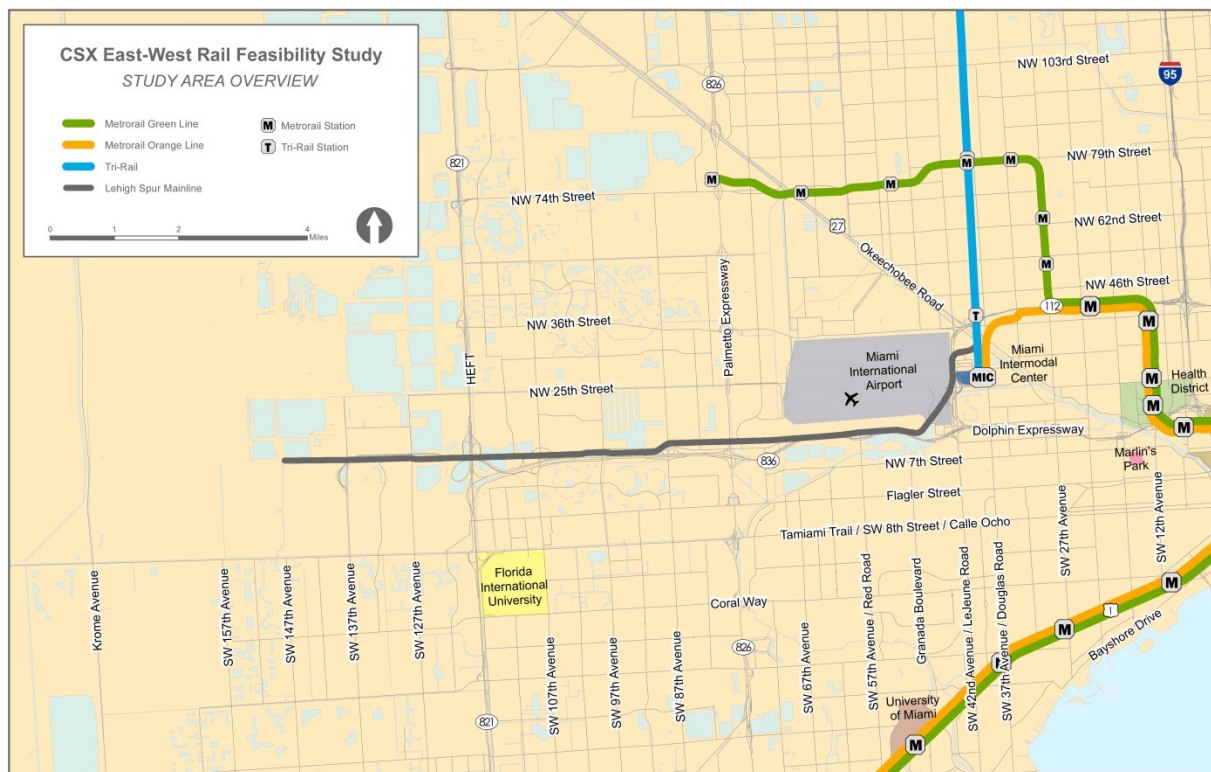 CSX East-West Rail Feasibility Study
STUDY AREA OVERVIEW
Metrorail Green Line
Metrorail Orange Line
Tri-Rail
Lehigh Spur Mainline
M Metrorail Station
T Tri-Rail Station
0 1 2 4
Miles
NW 103rd Street
95
826
821
M
M
M
M
M
NW 79th Street
NW 74th Street
27
M
NW 62nd Street
Okeechobee Road
M
NW 46th Street
Palmetto Expressway
112
M
T
M
NW 36th Street
HEFT
Miami
International
Airport
Miami
Intermodal
Center
MIC
M
Health
District
NW 25th Street
M
M
Dolphin Expressway
836
NW 7th Street
Marlin's
Park
Flagler Street
Tamiami Trail / SW 8th Street / Calle Ocho
Florida
International
University
Coral Way
Krome Avenue
SW 157th Avenue
SW 147th Avenue
SW 137th Avenue
SW 127th Avenue
SW 107th Avenue
SW 97th Avenue
SW 87th Avenue
826
SW 67th Avenue
SW 57th Avenue / Red Road
Granada Boulevard
SW 42nd Avenue / LeJeune Road
SW 37th Avenue / Douglas Road
SW 27th Avenue
SW 12th Avenue
M
1
M
Bayshore Drive
M
821
University
of Miami
M